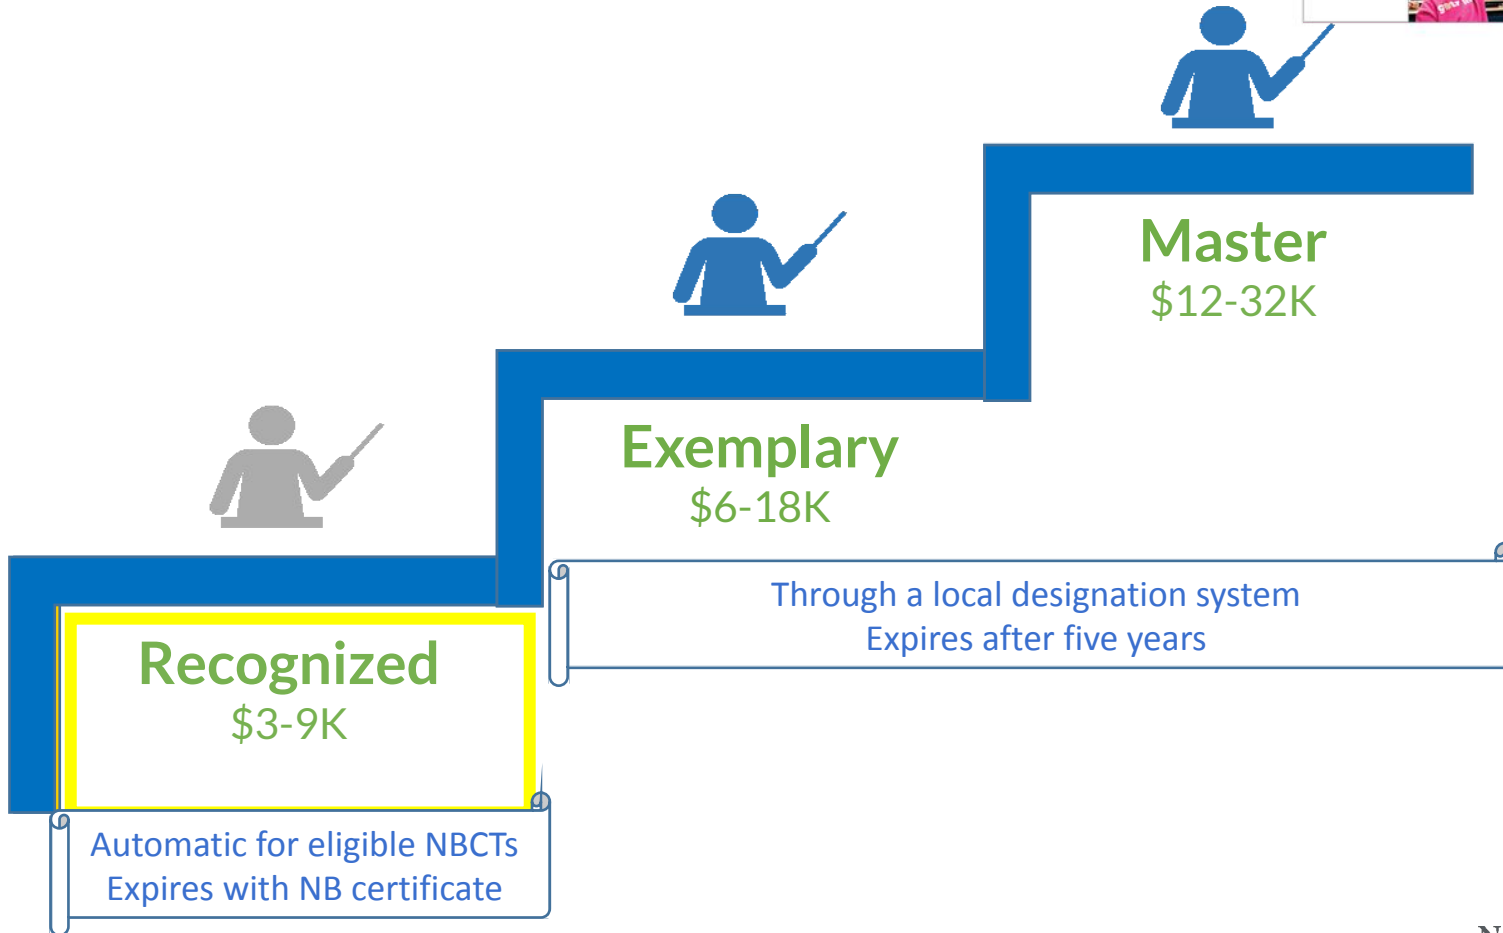 Master
$12-32K
Exemplary
$6-18K
Through a local designation system
Expires after five years
Recognized
$3-9K
Automatic for eligible NBCTs
Expires with NB certificate